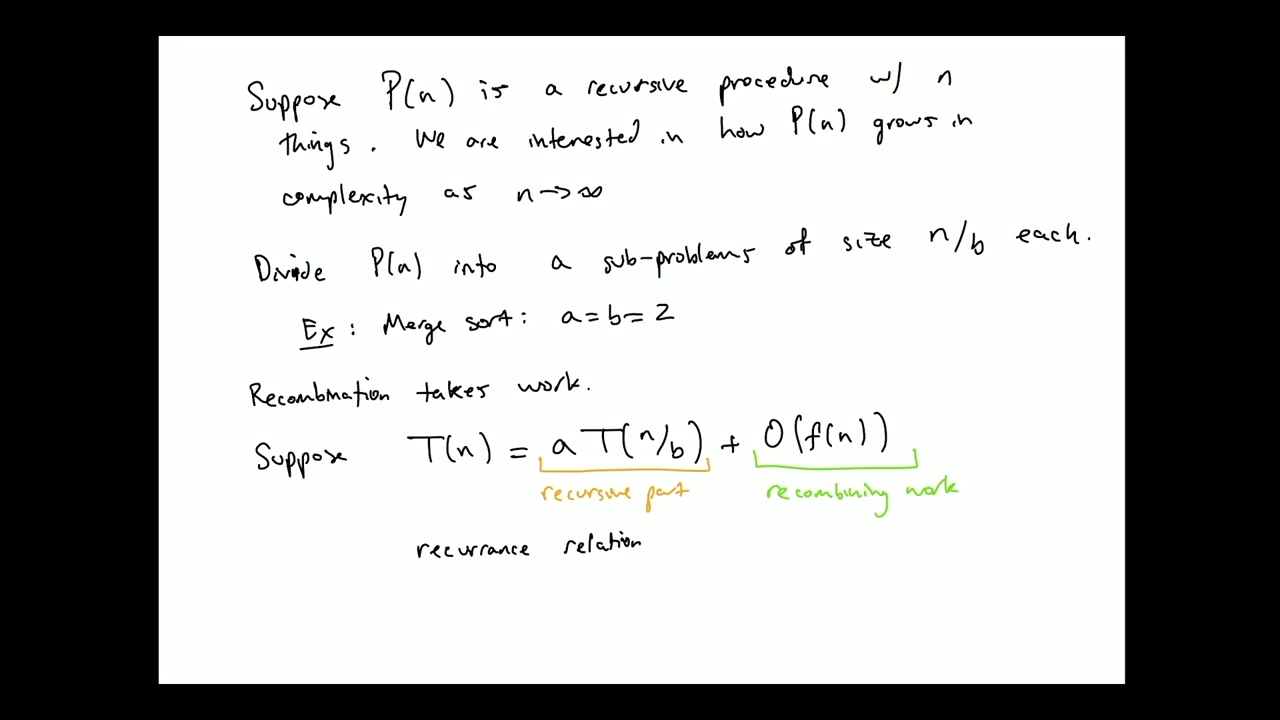 Suppose P(n) is a recursive procedure w/ n
things. We are interested in how P(n) grows in
complexity as n → ∞
Divide P(n) into a sub-problems of size n/b each.
Ex: Merge sort: a = b = 2
Recombination takes work.
Suppose T(n) = a T(n/b) + O(f(n))
recursive part recombining work
recurrance relation